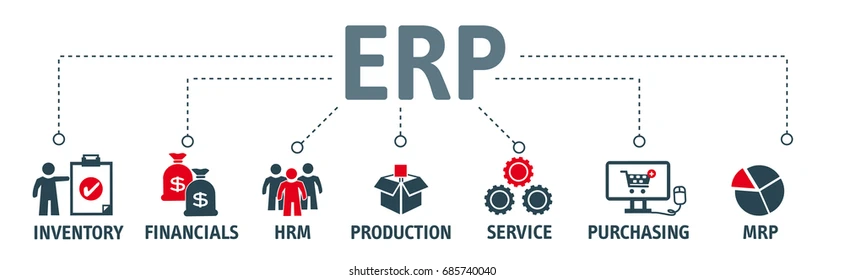 ERP
INVENTORY
FINANCIALS
HRM
PRODUCTION
SERVICE
PURCHASING
MRP
$
$
shutterstock.com · 685740040